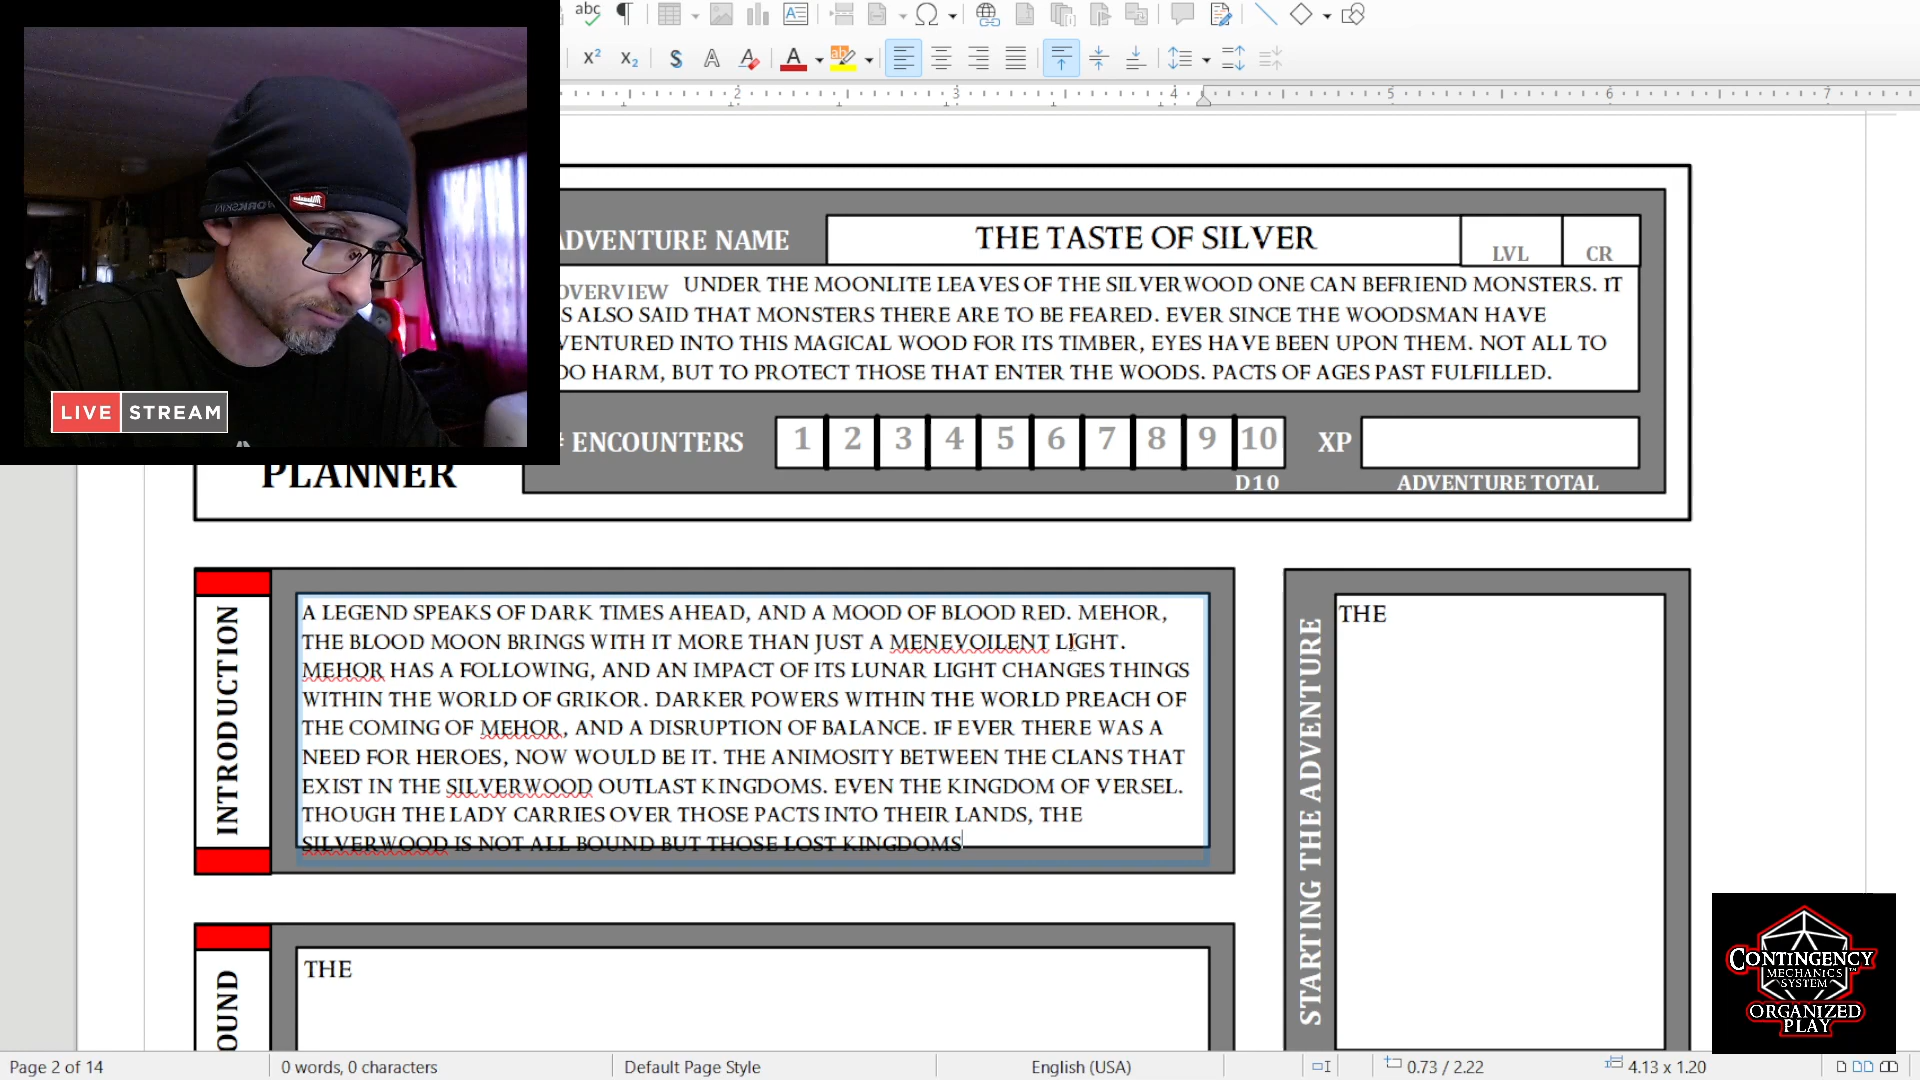 LIVE STREAM
2 3 4 5 6 7
ADVENTURE NAME
THE TASTE OF SILVER
LVL
CR
OVERVIEW
UNDER THE MOONLITE LEAVES OF THE SILVERWOOD ONE CAN BEFRIEND MONSTERS. IT
S ALSO SAID THAT MONSTERS THERE ARE TO BE FEARED. EVER SINCE THE WOODSMAN HAVE
VENTURED INTO THIS MAGICAL WOOD FOR ITS TIMBER, EYES HAVE BEEN UPON THEM. NOT ALL TO
DO HARM, BUT TO PROTECT THOSE THAT ENTER THE WOODS. PACTS OF AGES PAST FULFILLED.
# ENCOUNTERS
1 2 3 4 5 6 7 8 9 10
XP
D10
ADVENTURE TOTAL
PLANNER
INTRODUCTION
A LEGEND SPEAKS OF DARK TIMES AHEAD, AND A MOOD OF BLOOD RED. MEHOR,
THE BLOOD MOON BRINGS WITH IT MORE THAN JUST A MENEVOILENT LIGHT.
MEHOR HAS A FOLLOWING, AND AN IMPACT OF ITS LUNAR LIGHT CHANGES THINGS
WITHIN THE WORLD OF GRIKOR. DARKER POWERS WITHIN THE WORLD PREACH OF
THE COMING OF MEHOR, AND A DISRUPTION OF BALANCE. IF EVER THERE WAS A
NEED FOR HEROES, NOW WOULD BE IT. THE ANIMOSITY BETWEEN THE CLANS THAT
EXIST IN THE SILVERWOOD OUTLAST KINGDOMS. EVEN THE KINGDOM OF VERSEL.
THOUGH THE LADY CARRIES OVER THOSE PACTS INTO THEIR LANDS, THE
SILVERWOOD IS NOT ALL BOUND BUT THOSE LOST KINGDOMS
STARTING THE ADVENTURE
THE
OUND
THE
CONTINGENCY
MECHANICS
SYSTEM
ORGANIZED
PLAY
Page 2 of 14
0 words, 0 characters
Default Page Style
English (USA)
0.73 / 2.22
4.13 x 1.20